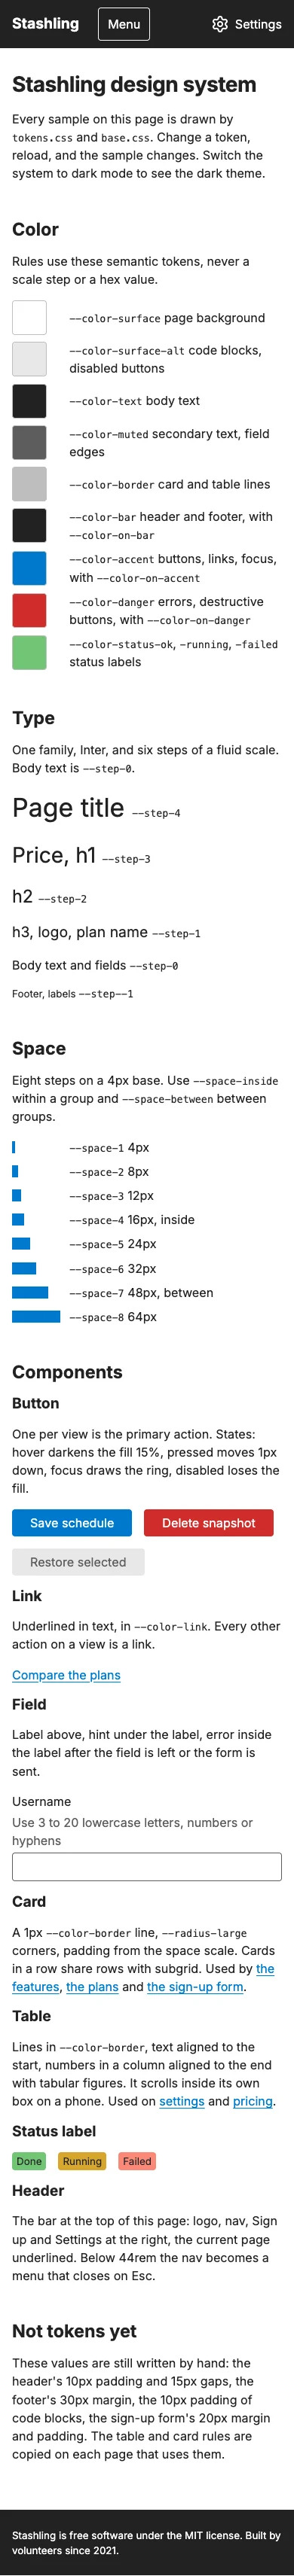 Stashling
Menu
Settings
Stashling design system
Every sample on this page is drawn by
tokens.css and base.css. Change a token,
reload, and the sample changes. Switch the
system to dark mode to see the dark theme.
Color
Rules use these semantic tokens, never a
scale step or a hex value.
--color-surface page background
--color-surface-alt code blocks,
disabled buttons
--color-text body text
--color-muted secondary text, field
edges
--color-border card and table lines
--color-bar header and footer, with
--color-on-bar
--color-accent buttons, links, focus,
with --color-on-accent
--color-danger errors, destructive
buttons, with --color-on-danger
--color-status-ok, -running, -failed
status labels
Type
One family, Inter, and six steps of a fluid scale.
Body text is --step-0.
Page title --step-4
Price, h1 --step-3
h2 --step-2
h3, logo, plan name --step-1
Body text and fields --step-0
Footer, labels --step--1
Space
Eight steps on a 4px base. Use --space-inside
within a group and --space-between between
groups.
--space-1 4px
--space-2 8px
--space-3 12px
--space-4 16px, inside
--space-5 24px
--space-6 32px
--space-7 48px, between
--space-8 64px
Components
Button
One per view is the primary action. States:
hover darkens the fill 15%, pressed moves 1px
down, focus draws the ring, disabled loses the
fill.
Save schedule
Delete snapshot
Restore selected
Link
Underlined in text, in --color-link. Every other
action on a view is a link.
Compare the plans
Field
Label above, hint under the label, error inside
the label after the field is left or the form is
sent.
Username
Use 3 to 20 lowercase letters, numbers or
hyphens
Card
A 1px --color-border line, --radius-large
corners, padding from the space scale. Cards
in a row share rows with subgrid. Used by the
features, the plans and the sign-up form.
Table
Lines in --color-border, text aligned to the
start, numbers in a column aligned to the end
with tabular figures. It scrolls inside its own
box on a phone. Used on settings and pricing.
Status label
Done
Running
Failed
Header
The bar at the top of this page: logo, nav, Sign
up and Settings at the right, the current page
underlined. Below 44rem the nav becomes a
menu that closes on Esc.
Not tokens yet
These values are still written by hand: the
header's 10px padding and 15px gaps, the
footer's 30px margin, the 10px padding of
code blocks, the sign-up form's 20px margin
and padding. The table and card rules are
copied on each page that uses them.
Stashling is free software under the MIT license. Built by
volunteers since 2021.